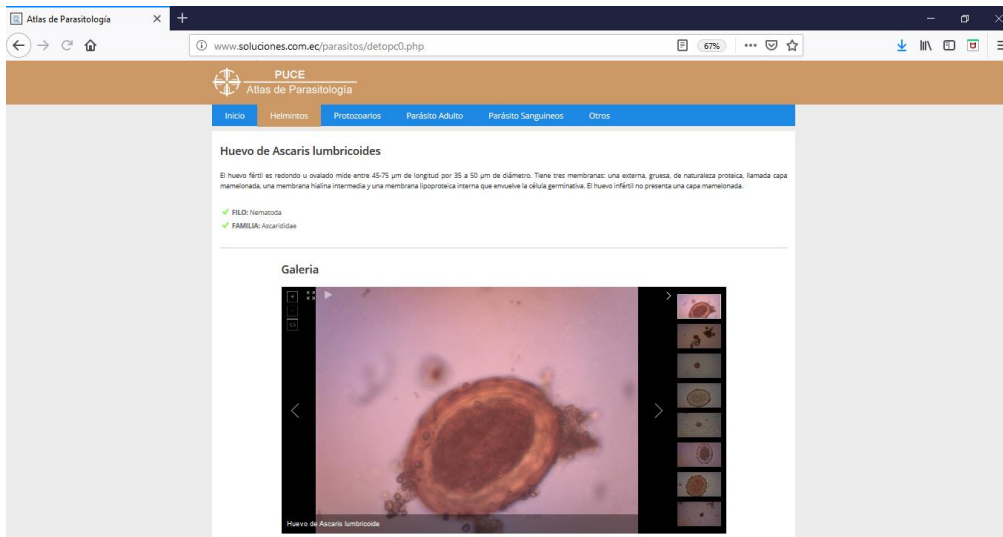 Atlas de Parasitología
www.soluciones.com.ec/parasitos/detopc0.php
67%
PUCE
Atlas de Parasitología
Inicio Helmintos Protozoarios Parásito Adulto Parásito Sanguineos Otros
Huevo de Ascaris lumbricoides
El huevo fértil es redondo u ovalado mide entre 45-75 μm de longitud por 35 a 50 μm de diámetro. Tiene tres membranas: una externa, gruesa, de naturaleza proteica, llamada capa
mamelonada, una membrana hialina intermedia y una membrana lipoproteica interna que envuelve la célula germinativa. El huevo infértil no presenta una capa mamelonada.
FILO: Nematoda
FAMILIA: Ascarididae
Galeria
Huevo de Ascaris lumbricoide